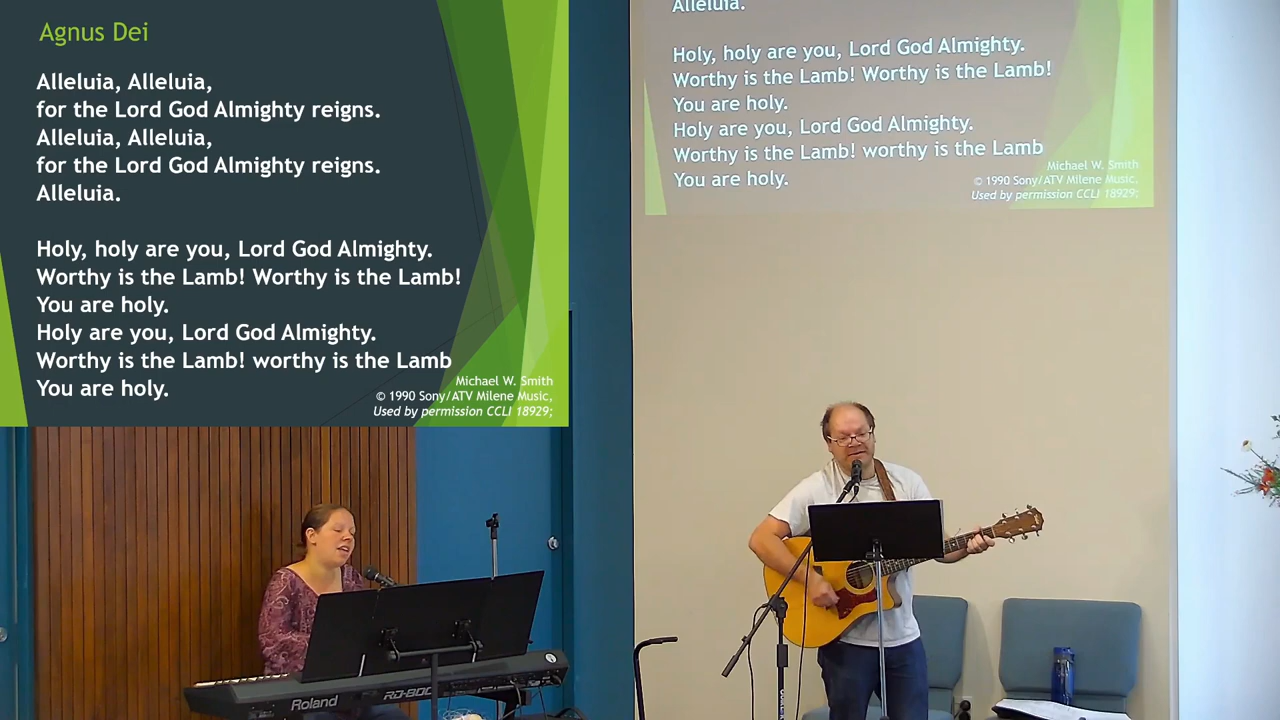 Agnus Dei
Alleluia, Alleluia,
for the Lord God Almighty reigns.
Alleluia, Alleluia,
for the Lord God Almighty reigns.
Alleluia.
Holy, holy are you, Lord God Almighty.
Worthy is the Lamb! Worthy is the Lamb!
You are holy.
Holy are you, Lord God Almighty.
Worthy is the Lamb! worthy is the Lamb
You are holy.
Michael W. Smith
© 1990 Sony/ATV Milene Music,
Used by permission CCLI 18929;
Alleluia.
Holy, holy are you, Lord God Almighty.
Worthy is the Lamb! Worthy is the Lamb!
You are holy.
Holy are you, Lord God Almighty.
Worthy is the Lamb! worthy is the Lamb
You are holy.
Michael W. Smith
© 1990 Sony/ATV Milene Music,
Used by permission CCLI 18929;
Roland
RD-800